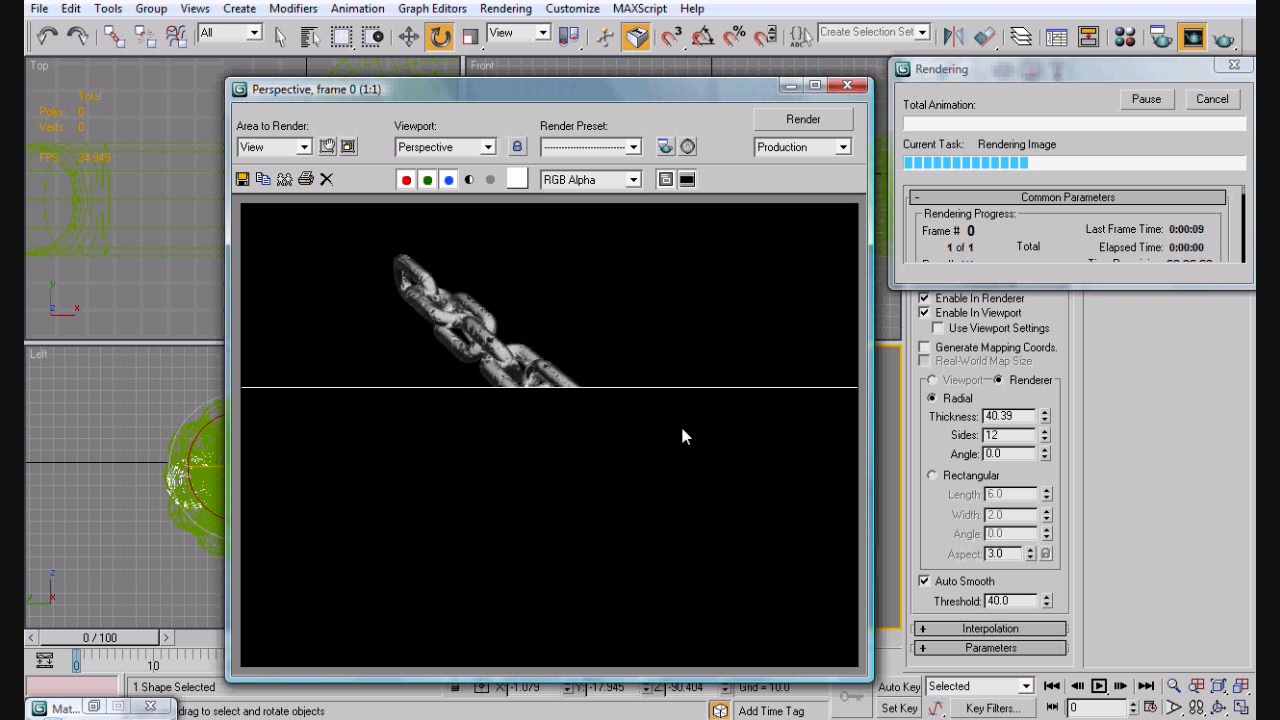 File Edit Tools Group Views Create Modifiers Animation Graph Editors Rendering Customize MAXScript Help
All
View
Create Selection Set
Top
Front
Total
Polys: 0
Verts: 0
FPS: 34.949
y
z x
Left
z
y x
Perspective, frame 0 (1:1)
Area to Render:
Viewport:
Render Preset:
Render
View
Perspective
Production
RGB Alpha
Rendering
Total Animation:
Pause
Cancel
Current Task: Rendering Image
- Common Parameters
Rendering Progress:
Frame # 0
Last Frame Time: 0:00:09
1 of 1
Total
Elapsed Time: 0:00:00
Enable In Renderer
Enable In Viewport
Use Viewport Settings
Generate Mapping Coords.
Real-World Map Size
Viewport Renderer
Radial
Thickness: 40.39
Sides: 12
Angle: 0.0
Rectangular
Length: 6.0
Width: 2.0
Angle: 0.0
Aspect: 3.0
Auto Smooth
Threshold: 40.0
+ Interpolation
+ Parameters
< 0 / 100 >
0 10
1 Shape Selected
X: -1.079 Y: -17.945 Z: -90.404 Grid = 10.0
Auto Key Selected
Mat...
drag to select and rotate objects
Add Time Tag
Set Key
Key Filters...
0